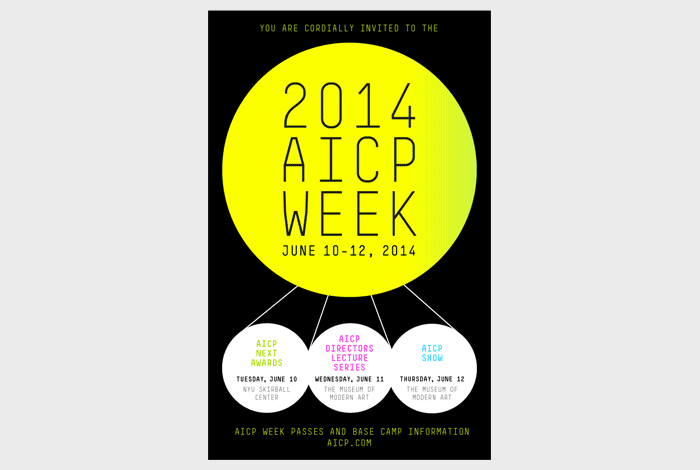 YOU ARE CORDIALLY INVITED TO THE
2014
AICP
WEEK
JUNE 10-12, 2014
AICP
NEXT
AWARDS
TUESDAY, JUNE 10
NYU SKIRBALL
CENTER
AICP
DIRECTORS
LECTURE
SERIES
WEDNESDAY, JUNE 11
THE MUSEUM OF
MODERN ART
AICP
SHOW
THURSDAY, JUNE 12
THE MUSEUM OF
MODERN ART
AICP WEEK PASSES AND BASE CAMP INFORMATION
AICP.COM